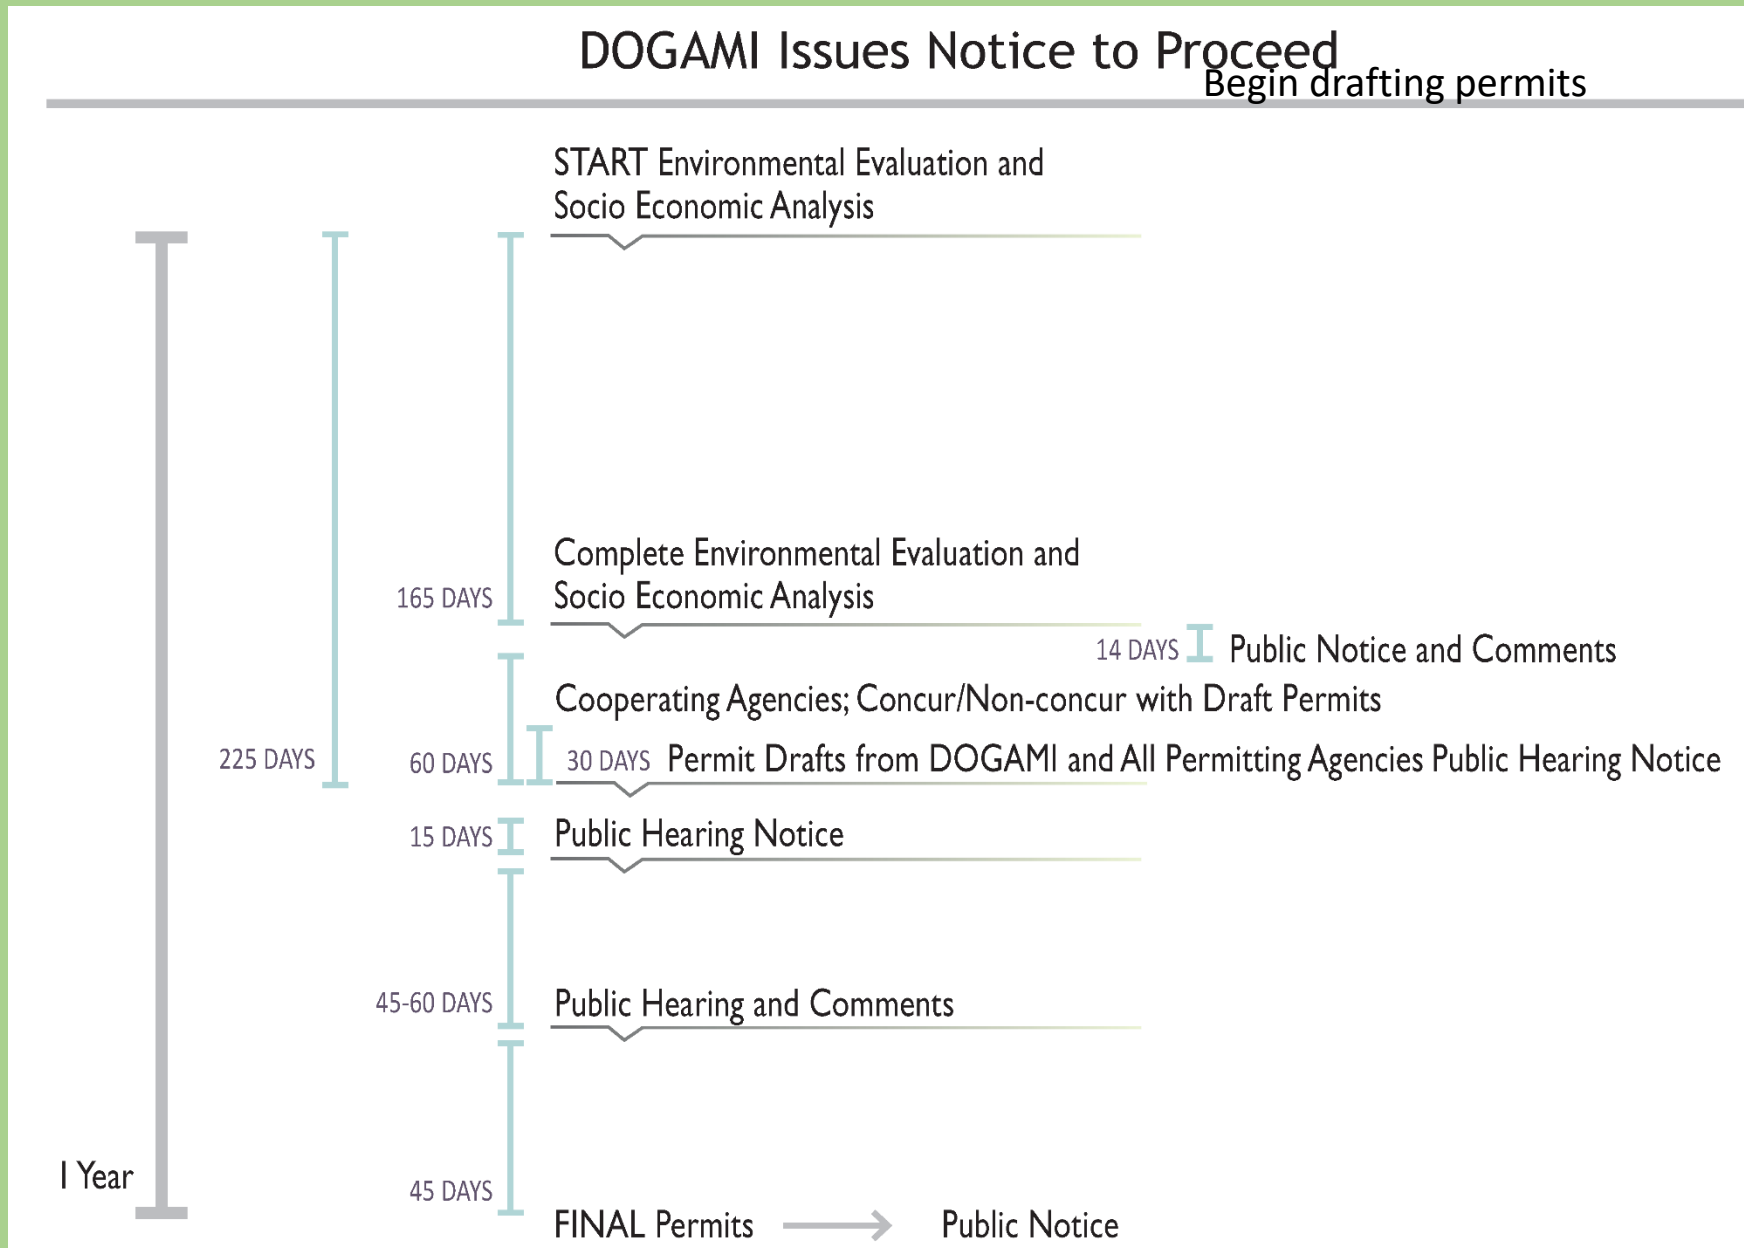 DOGAMI Issues Notice to Proceed
Begin drafting permits
START Environmental Evaluation and
Socio Economic Analysis
Complete Environmental Evaluation and
165 DAYS Socio Economic Analysis
14 DAYS Public Notice and Comments
Cooperating Agencies; Concur/Non-concur with Draft Permits
225 DAYS 60 DAYS 30 DAYS Permit Drafts from DOGAMI and All Permitting Agencies Public Hearing Notice
15 DAYS Public Hearing Notice
45-60 DAYS Public Hearing and Comments
1 Year
45 DAYS
FINAL Permits Public Notice